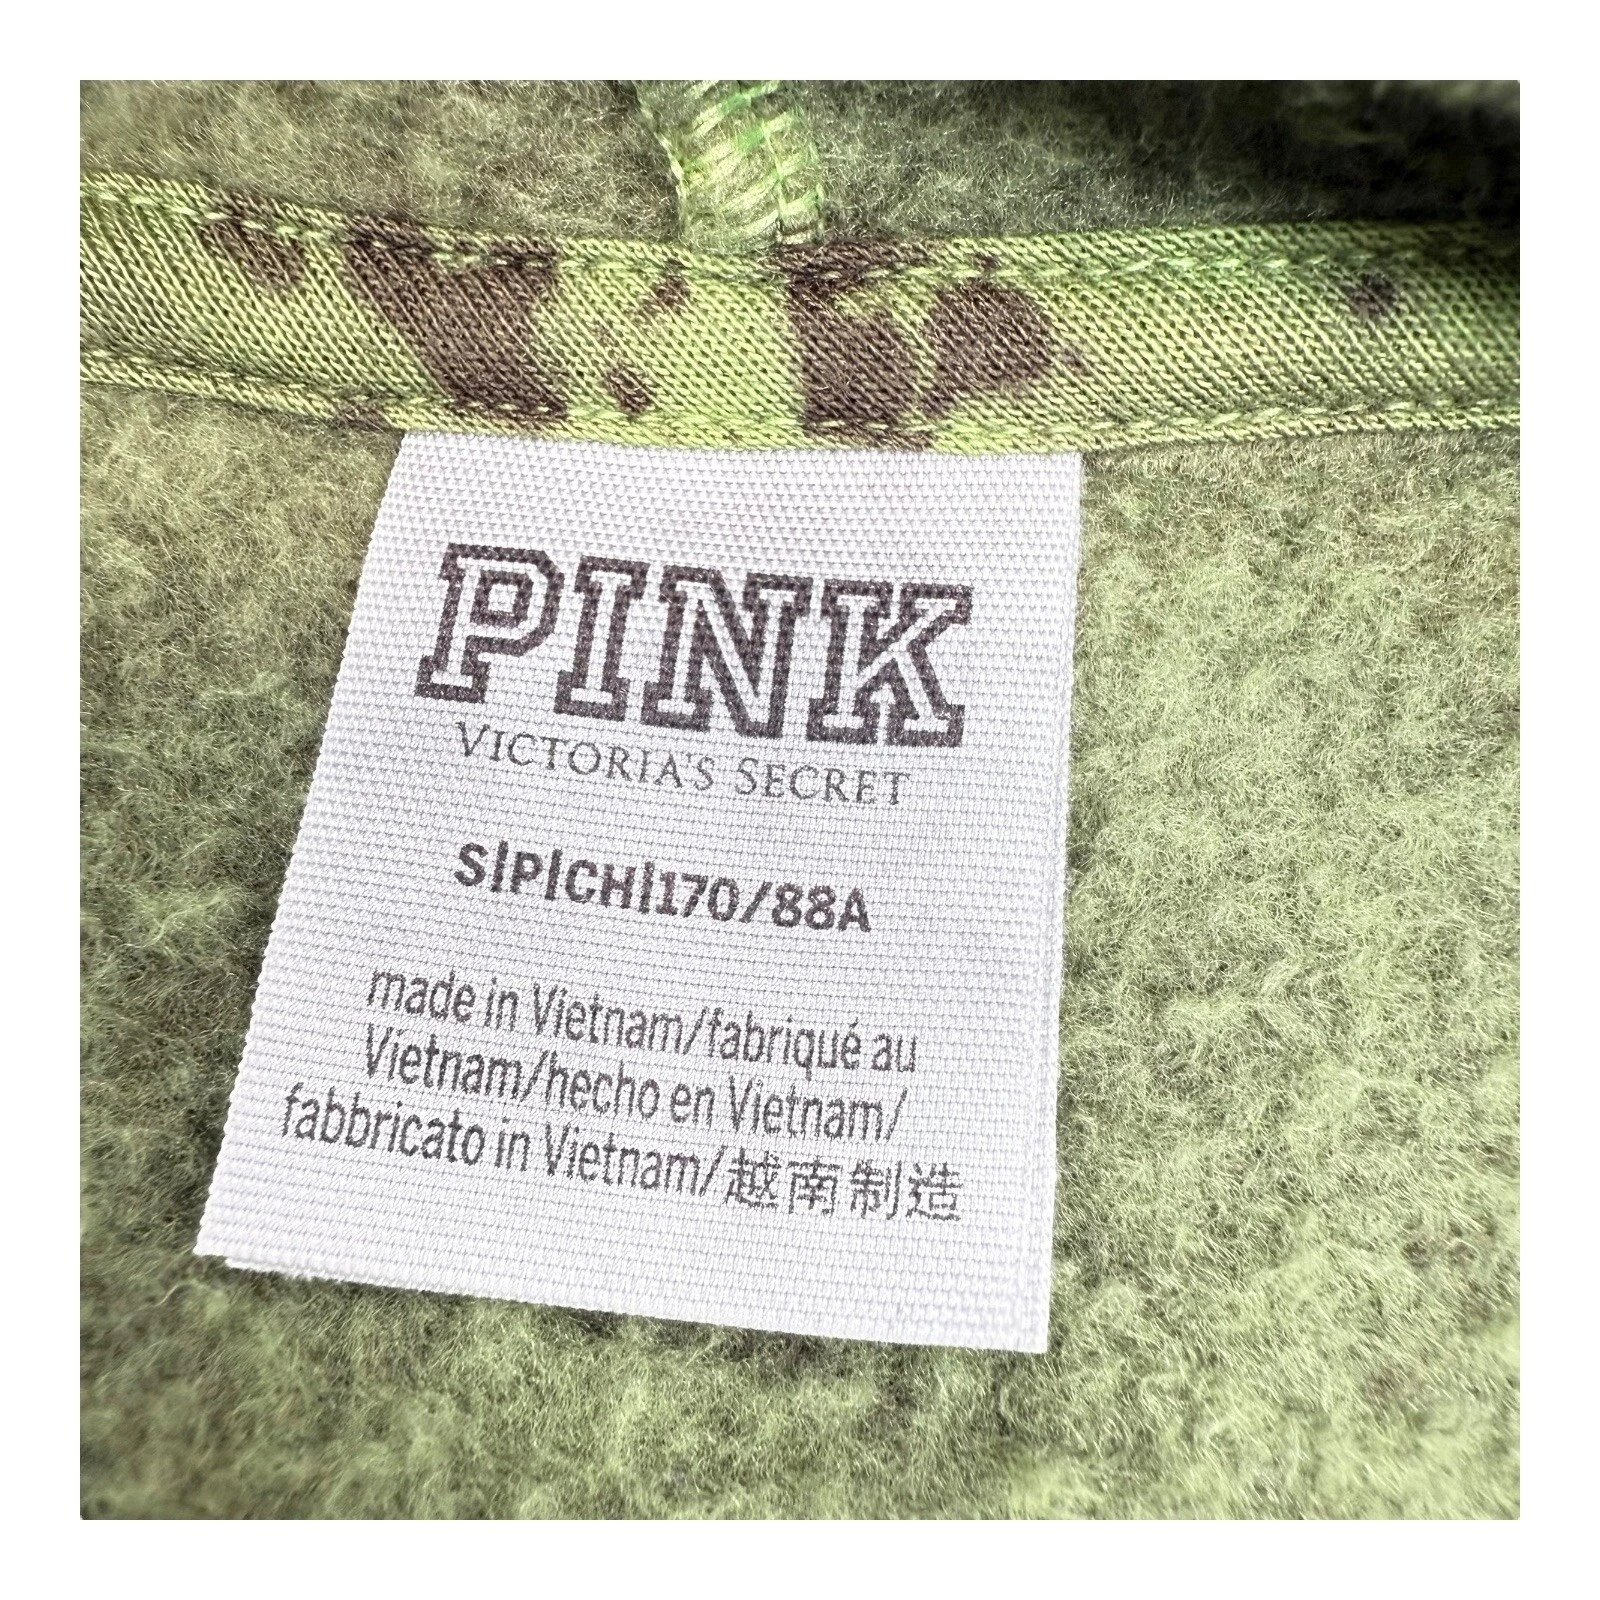 PINK
VICTORIA'S SECRET
S|P|CH|170/88A
made in Vietnam/fabriqué au
Vietnam/hecho en Vietnam/
fabbricato in Vietnam/越南制造